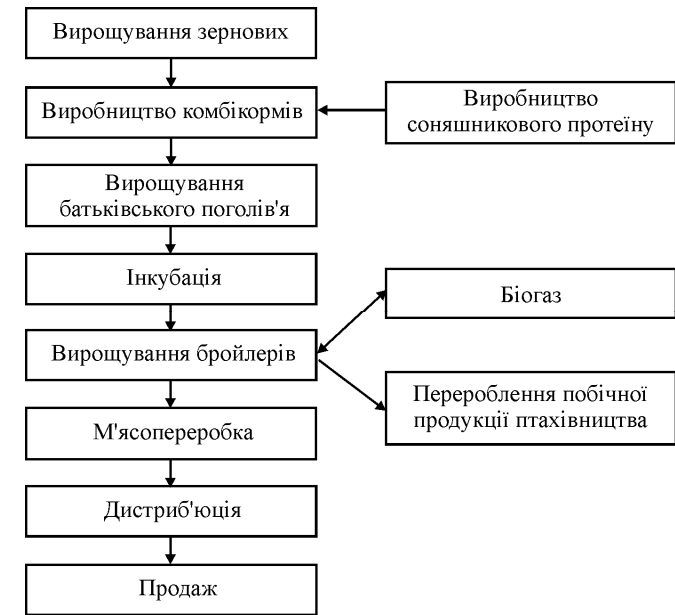 Вирощування зернових
Виробництво комбікормів
Виробництво
соняшникового протеїну
Вирощування
батьківського поголів'я
Інкубація
Біогаз
Вирощування бройлерів
Перероблення побічної
продукції птахівництва
М'ясопереробка
Дистриб'юція
Продаж